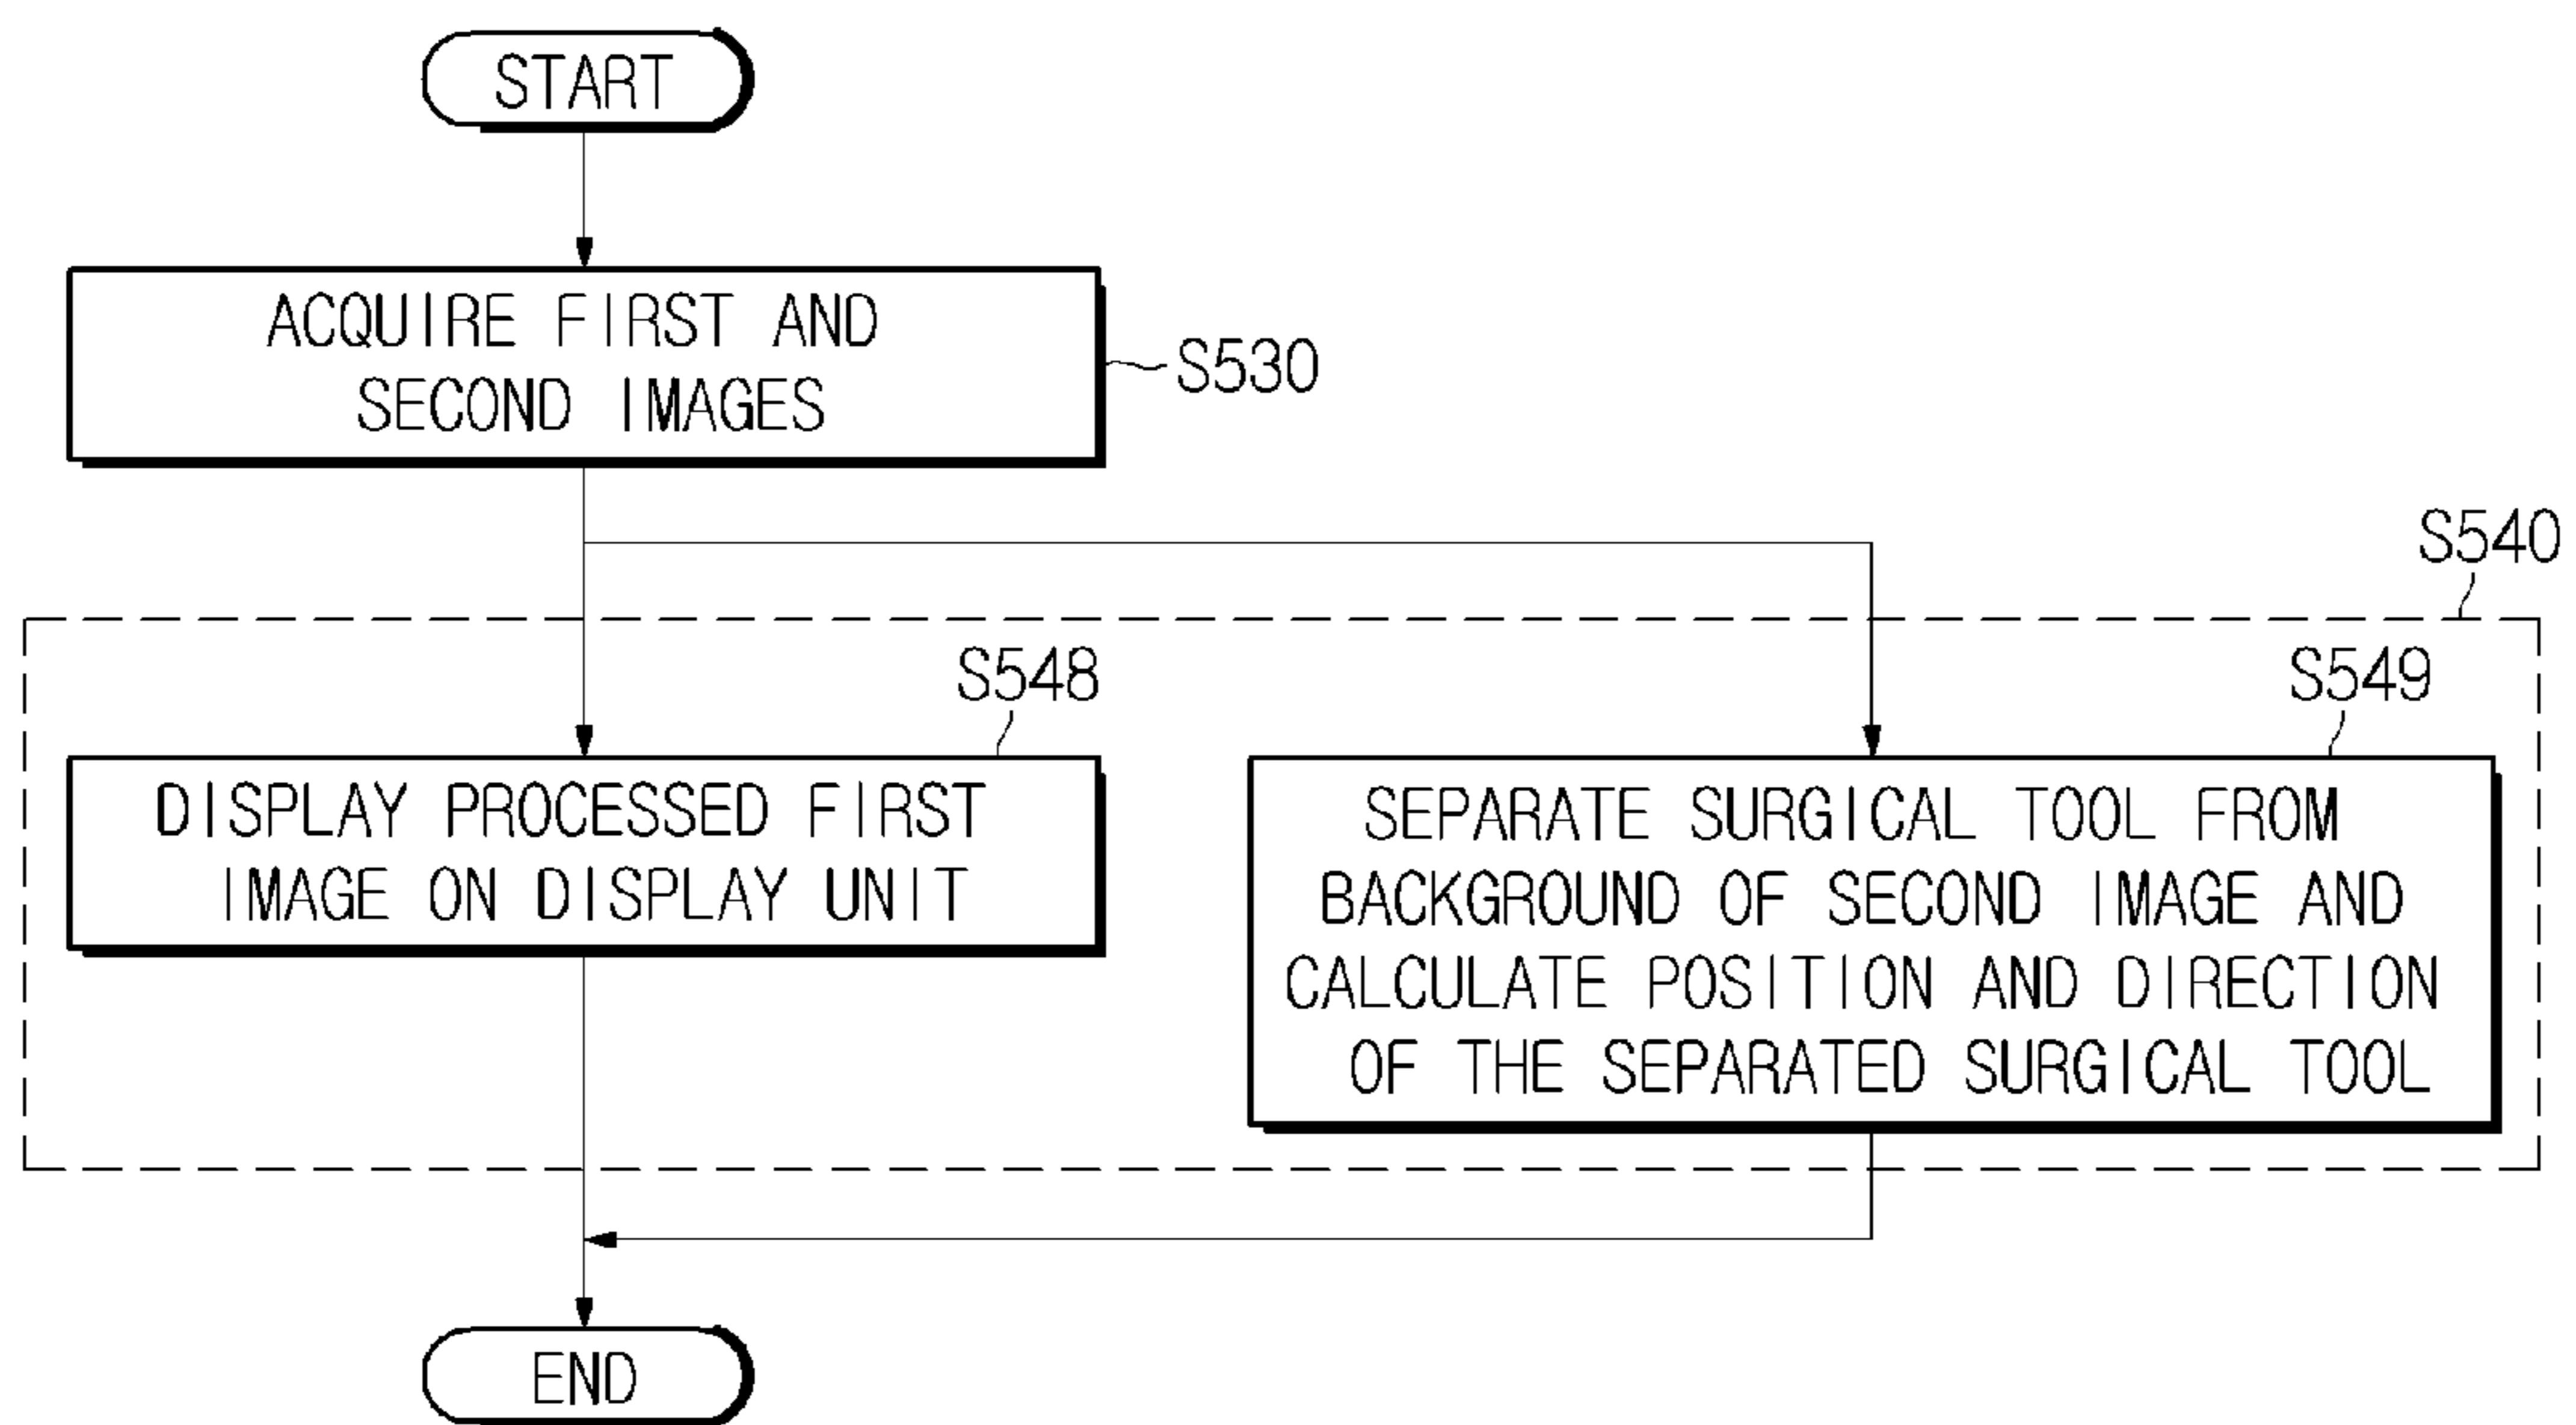 START
ACQUIRE FIRST AND
SECOND IMAGES
S530
S540
S548
DISPLAY PROCESSED FIRST
IMAGE ON DISPLAY UNIT
S549
SEPARATE SURGICAL TOOL FROM
BACKGROUND OF SECOND IMAGE AND
CALCULATE POSITION AND DIRECTION
OF THE SEPARATED SURGICAL TOOL
END